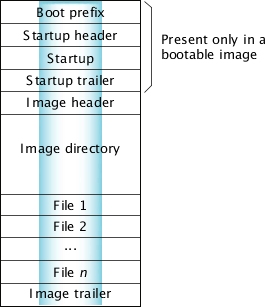 Boot prefix
Startup header
Startup
Startup trailer
Image header
Present only in a
bootable image
Image directory
File 1
File 2
...
File n
Image trailer